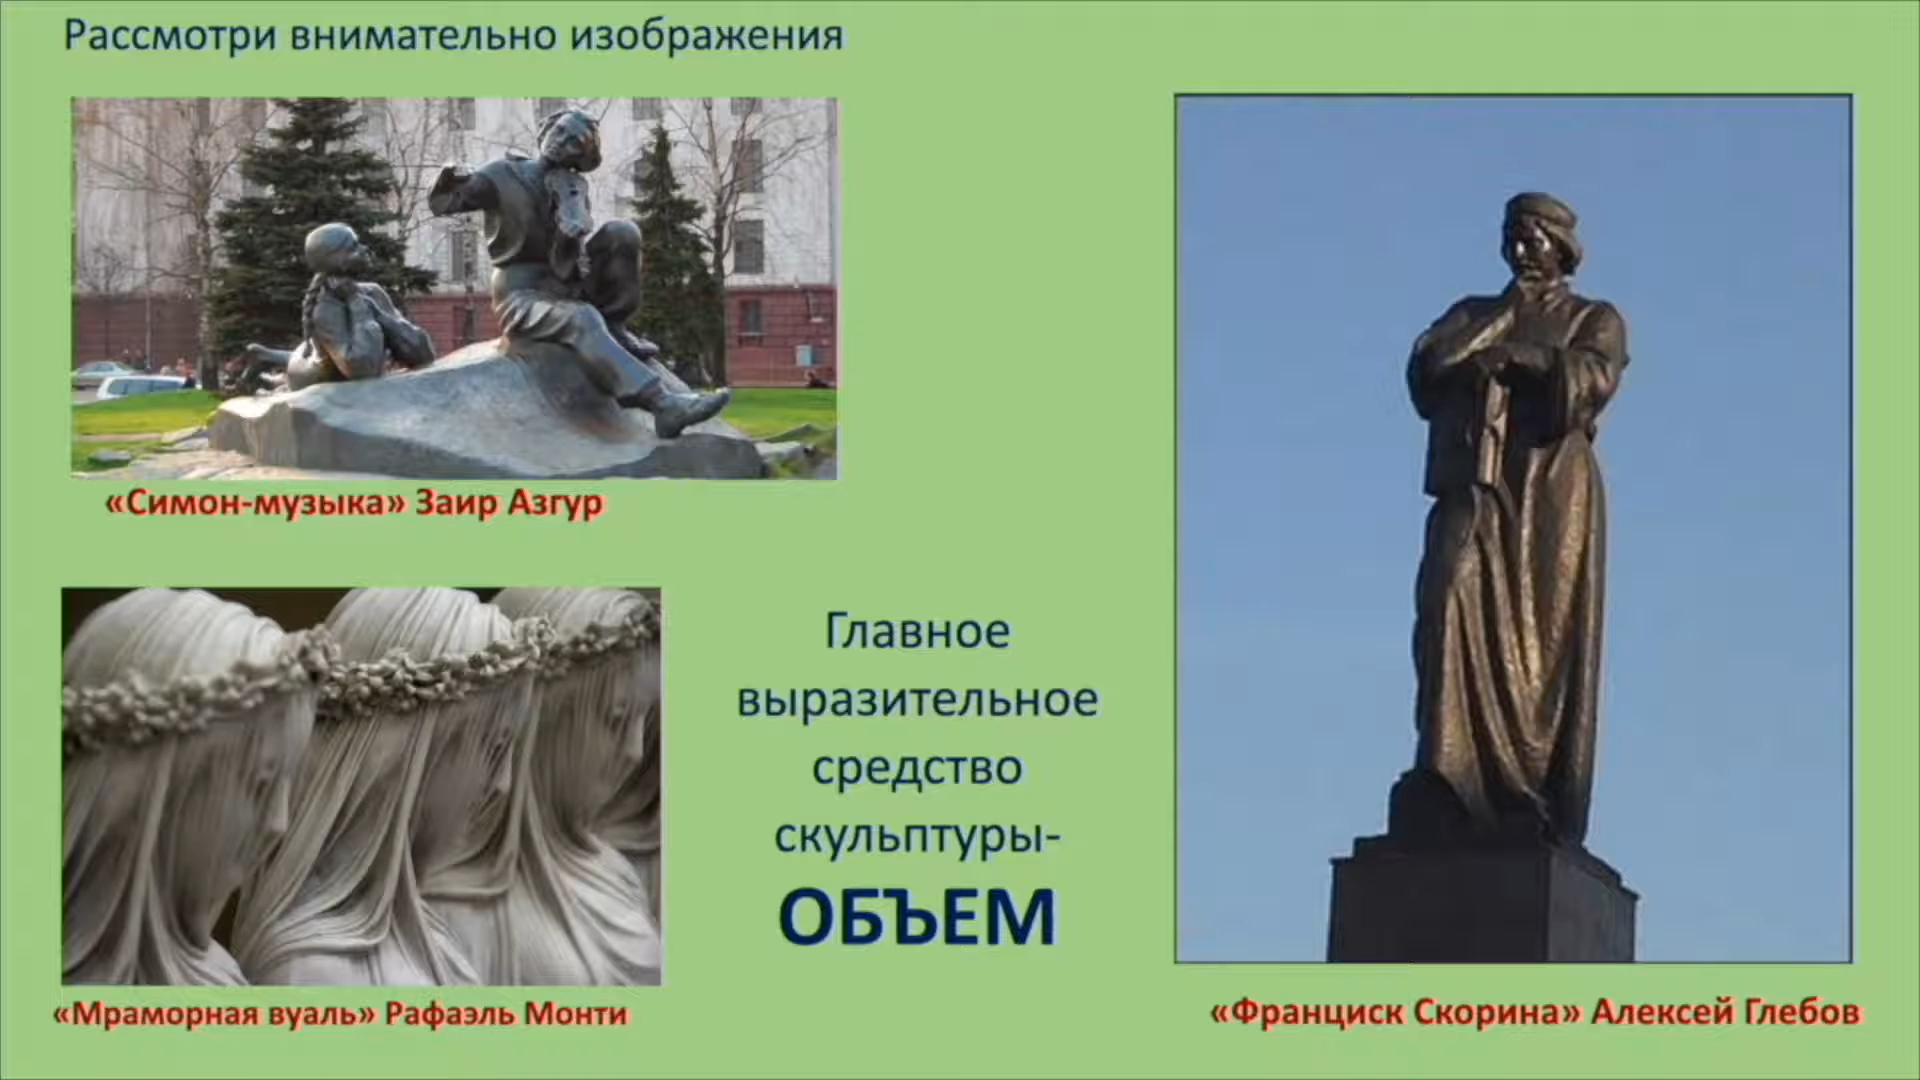 Рассмотри внимательно изображения
«Симон-музыка» Заир Азгур
Главное
выразительное
средство
скульптуры-
ОБЪЕМ
«Мраморная вуаль» Рафаэль Монти
«Франциск Скорина» Алексей Глебов